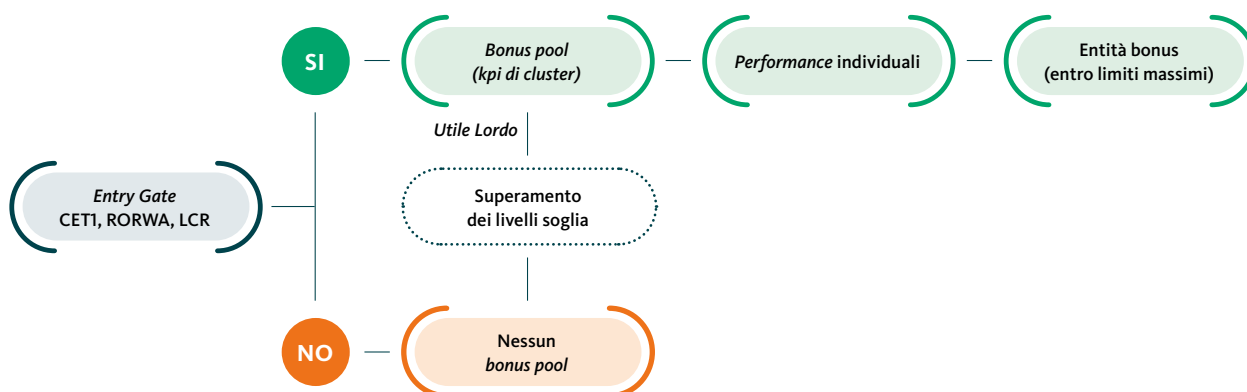 SI
Bonus pool
(kpi di cluster)
Performance individuali
Entità bonus
(entro limiti massimi)
Utile Lordo
Entry Gate
CET1, RORWA, LCR
Superamento
dei livelli soglia
NO
Nessun
bonus pool